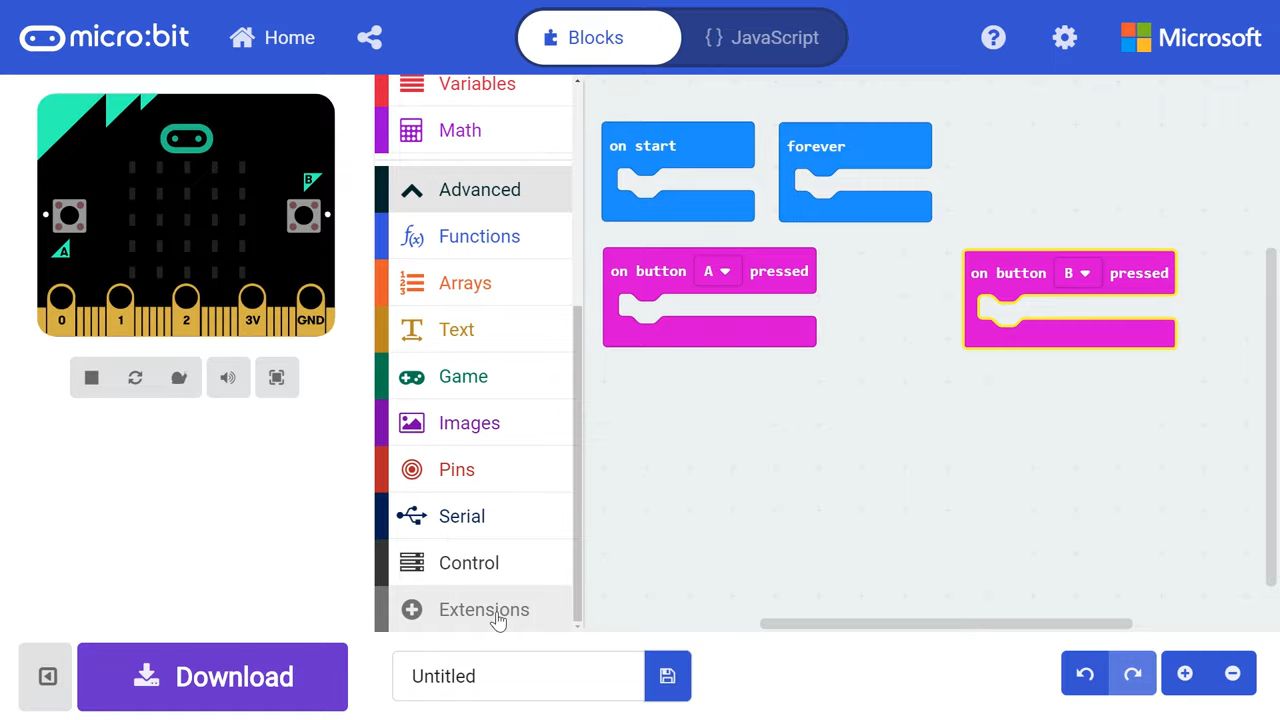 micro:bit
Home
Blocks
{ } JavaScript
Microsoft
Variables
Math
Advanced
f(x) Functions
Arrays
Text
Game
Images
Pins
Serial
Control
Extensions
A
B
0 1 2 3V GND
on start
forever
on button A pressed
on button B pressed
Download
Untitled